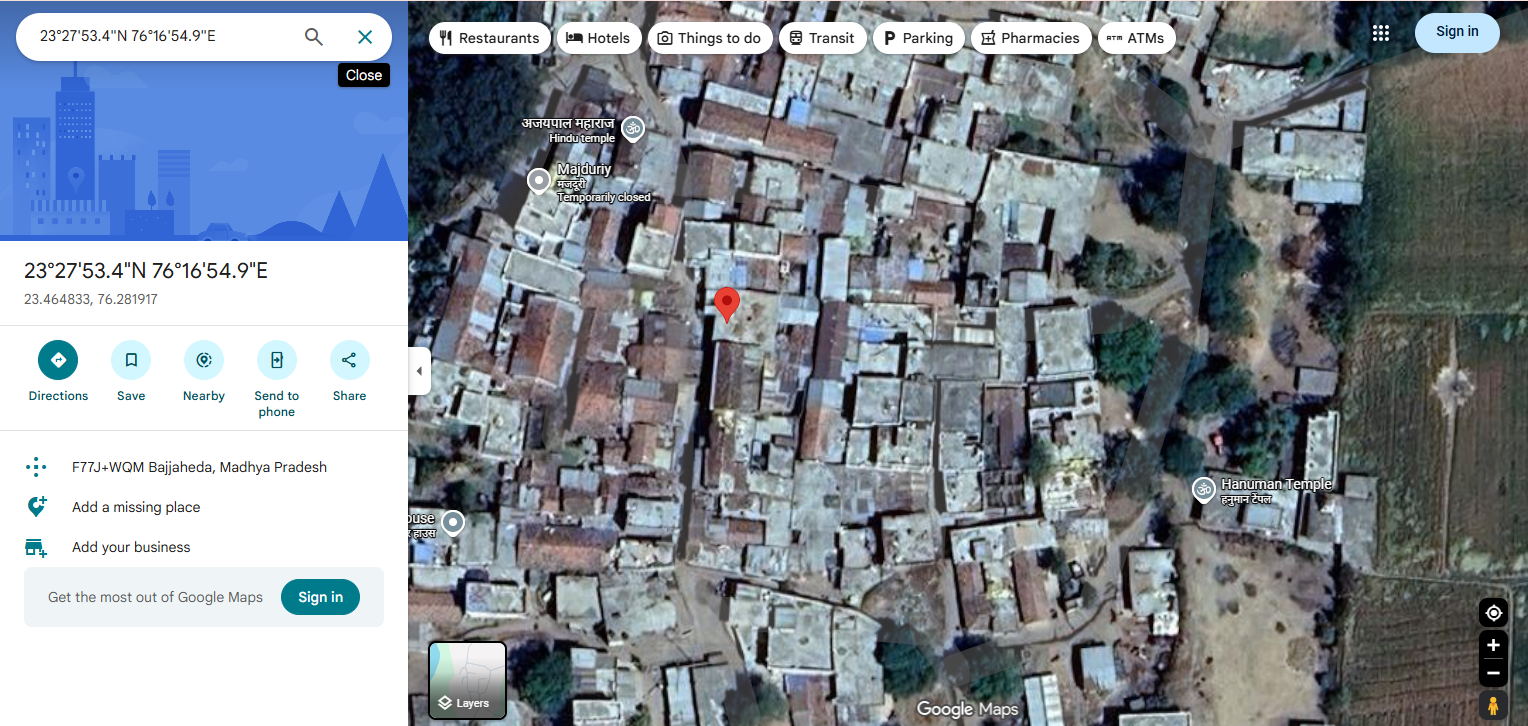 23°27'53.4"N 76°16'54.9"E
Close
Restaurants
Hotels
Things to do
Transit
Parking
Pharmacies
ATM
ATMs
Sign in
23°27'53.4"N 76°16'54.9"E
23.464833, 76.281917
Directions
Save
Nearby
Send to
phone
Share
F77J+WQM Bajjaheda, Madhya Pradesh
Add a missing place
Add your business
Get the most out of Google Maps
Sign in
अजयपाल महाराज
Hindu temple
Majduriy
मजदूरी
Temporarily closed
ouse
र हाउस
Hanuman Temple
हनुमान टेंपल
Layers
Google Maps